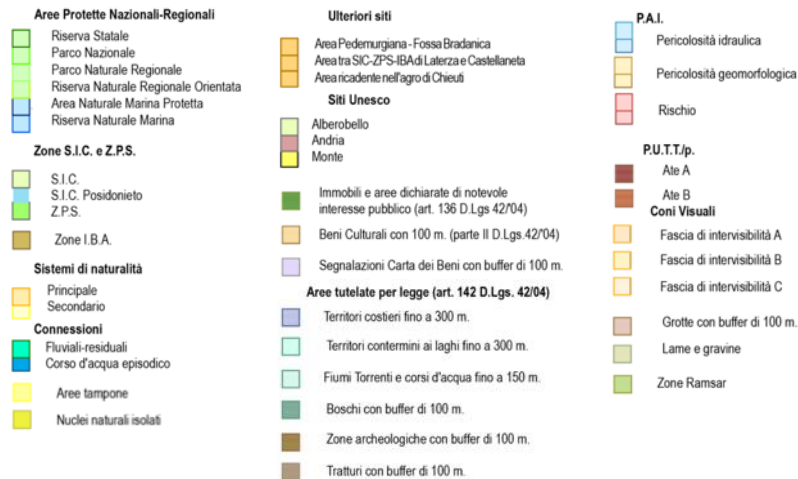 Aree Protette Nazionali-Regionali
Riserva Statale
Parco Nazionale
Parco Naturale Regionale
Riserva Naturale Regionale Orientata
Area Naturale Marina Protetta
Riserva Naturale Marina
Zone S.I.C. e Z.P.S.
S.I.C.
S.I.C. Posidonieto
Z.P.S.
Zone I.B.A.
Sistemi di naturalità
Principale
Secondario
Connessioni
Fluviali-residuali
Corso d'acqua episodico
Aree tampone
Nuclei naturali isolati
Ulteriori siti
Area Pedemurgiana - Fossa Bradanica
Area tra SIC-ZPS-IBA di Laterza e Castellaneta
Area ricadente nell'agro di Chieuti
Siti Unesco
Alberobello
Andria
Monte
Immobili e aree dichiarate di notevole
interesse pubblico (art. 136 D.Lgs 42/'04)
Beni Culturali con 100 m. (parte II D.Lgs.42/'04)
Segnalazioni Carta dei Beni con buffer di 100 m.
Aree tutelate per legge (art. 142 D.Lgs. 42/'04)
Territori costieri fino a 300 m.
Territori contermini ai laghi fino a 300 m.
Fiumi Torrenti e corsi d'acqua fino a 150 m.
Boschi con buffer di 100 m.
Zone archeologiche con buffer di 100 m.
Tratturi con buffer di 100 m.
P.A.I.
Pericolosità idraulica
Pericolosità geomorfologica
Rischio
P.U.T.T./p.
Ate A
Ate B
Coni Visuali
Fascia di intervisibilità A
Fascia di intervisibilità B
Fascia di intervisibilità C
Grotte con buffer di 100 m.
Lame e gravine
Zone Ramsar